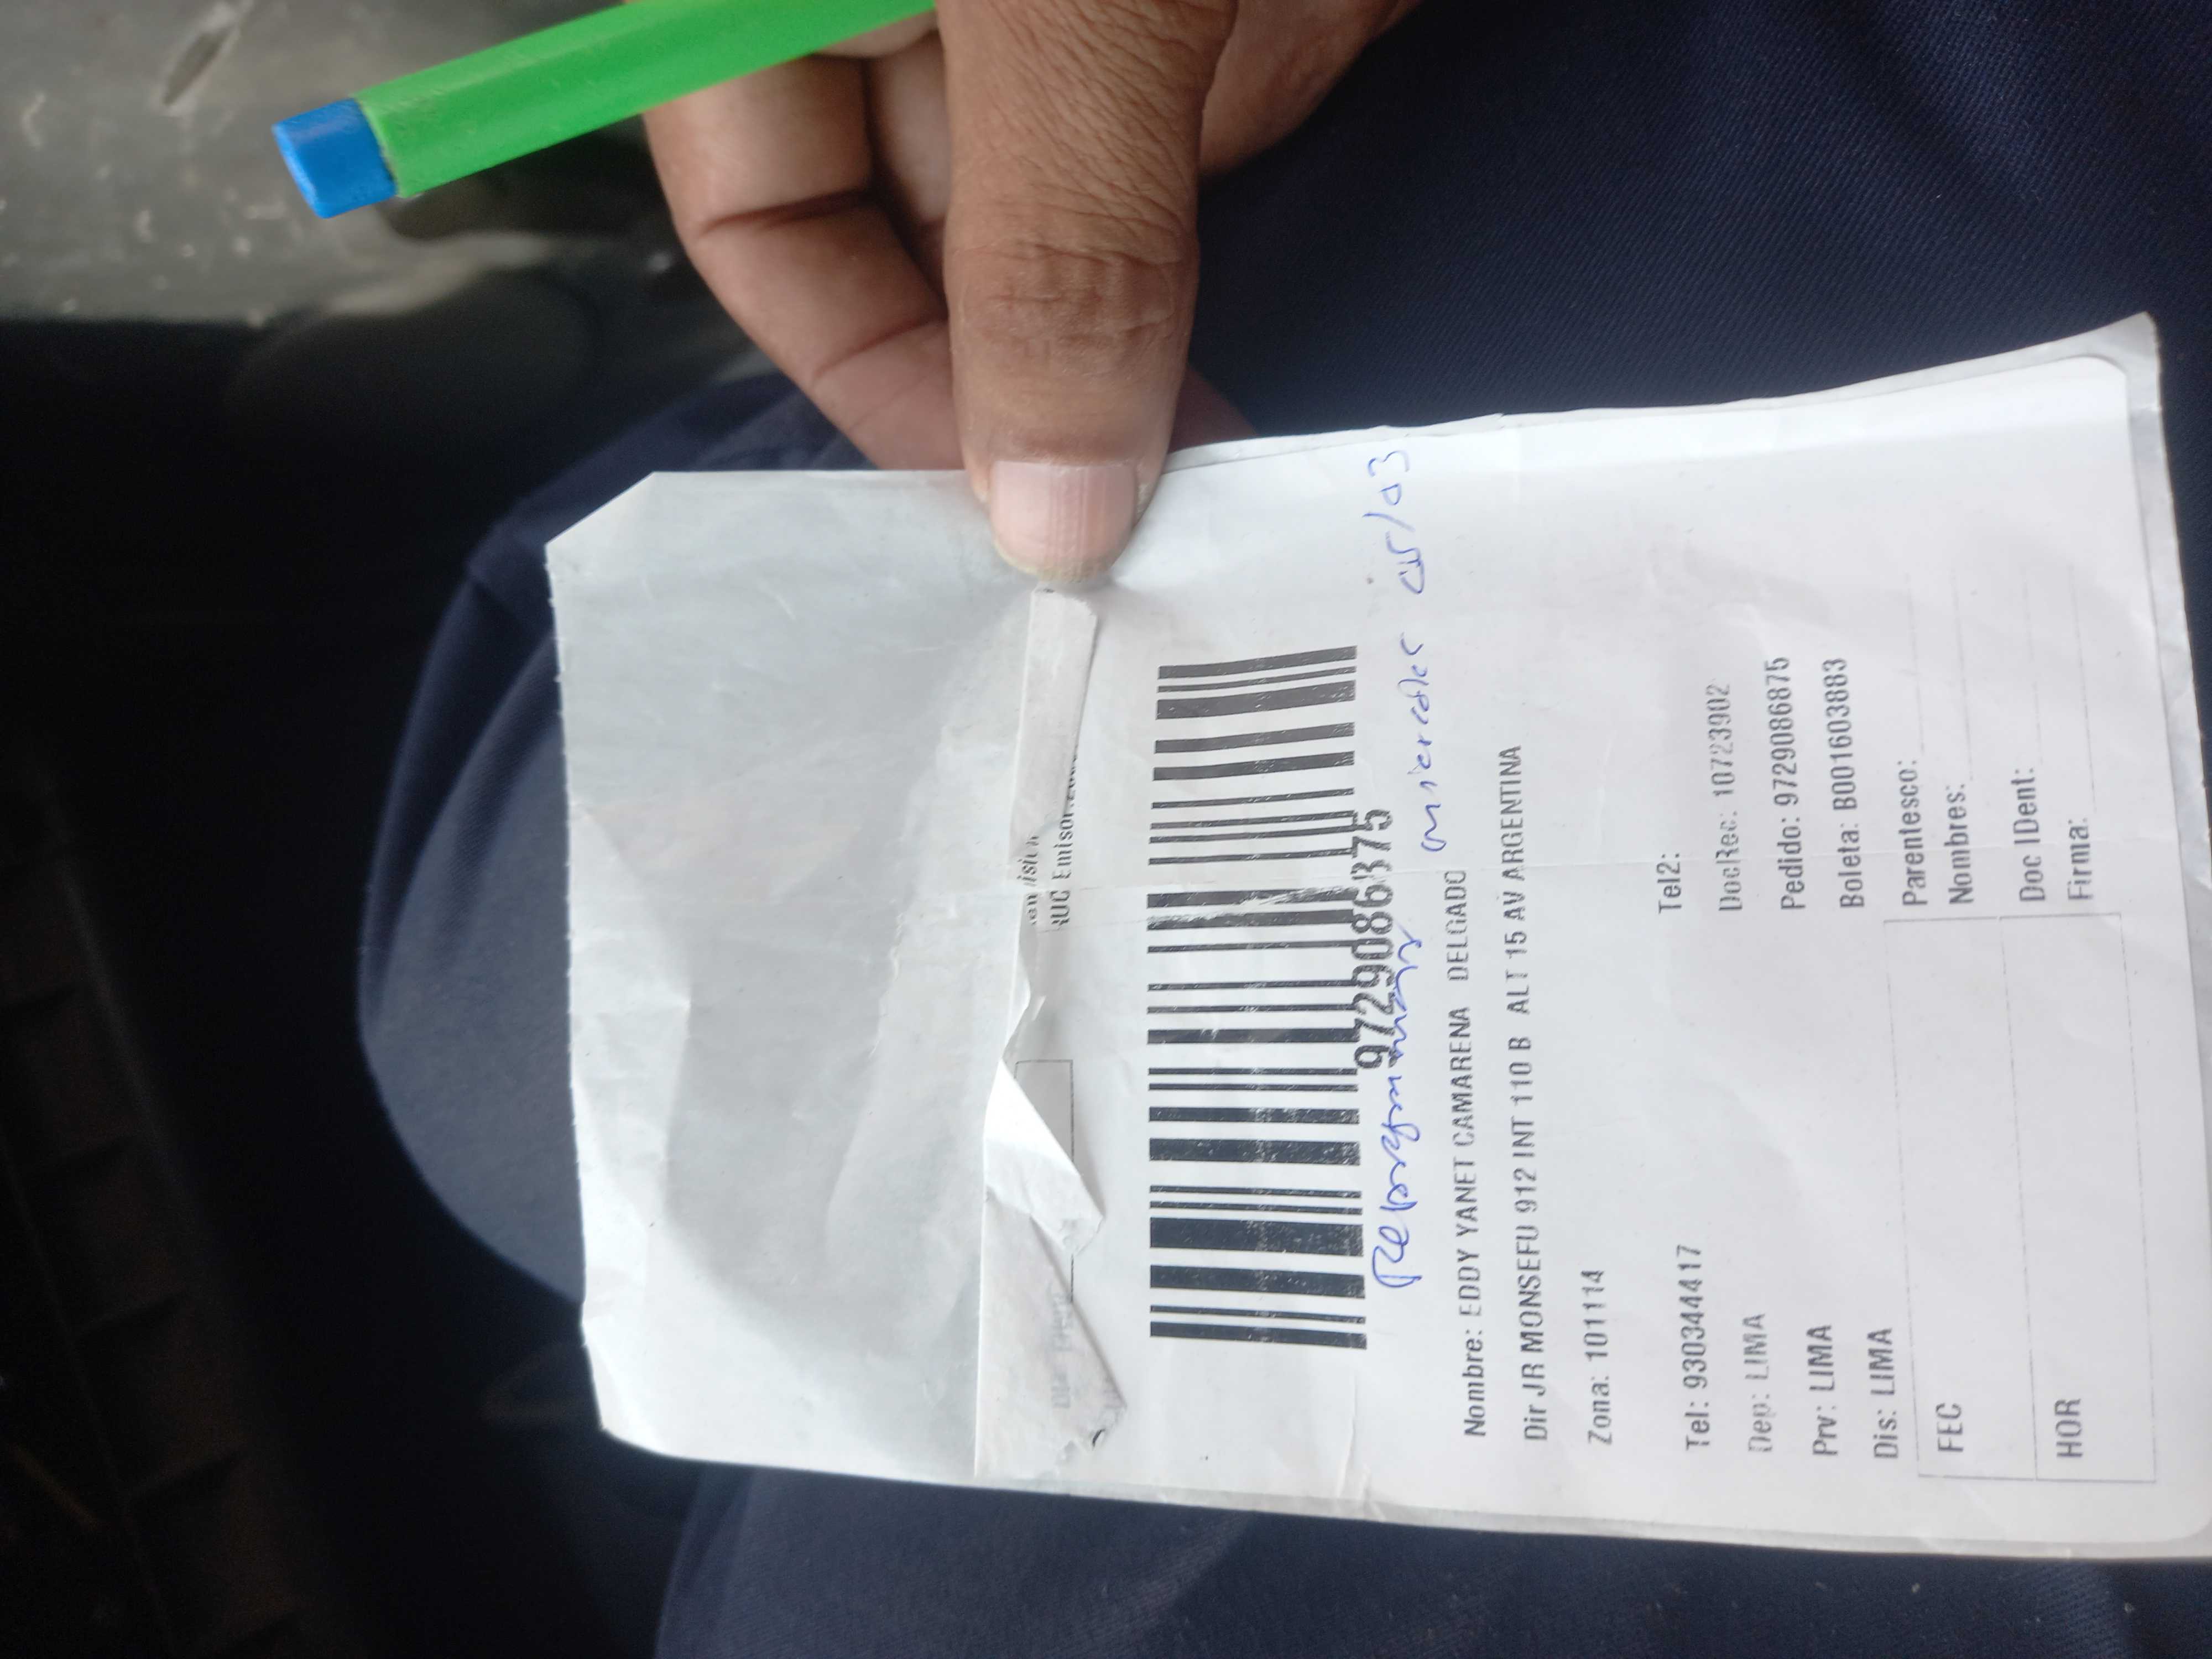 RUC Emisor
9729086875
Reprogramado miercoles 05/03
Nombre: EDDY YANET CAMARENA DELGADO
Dir JR MONSEFU 912 INT 110 B ALT 15 AV ARGENTINA
Zona: 101114
Tel: 930344417 Tel2:
Dep: LIMA DocRec: 10723902
Prv: LIMA Pedido: 9729086875
Dis: LIMA Boleta: B001603883
FEC Parentesco:
Nombres:
HOR Doc IDent:
Firma: